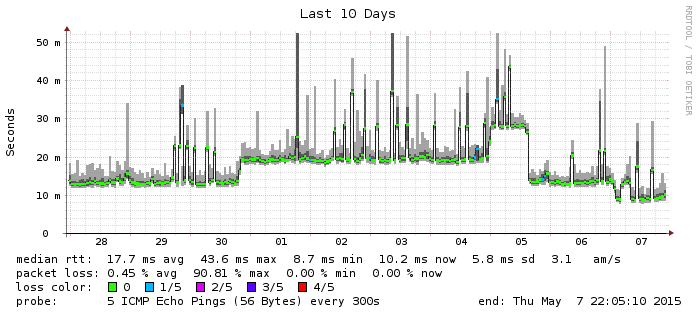 Last 10 Days
RRDTOOL / TOBI OETIKER
Seconds
50 m
40 m
30 m
20 m
10 m
0
28 29 30 01 02 03 04 05 06 07
median rtt: 17.7 ms avg 43.6 ms max 8.7 ms min 10.2 ms now 5.8 ms sd 3.1 am/s
packet loss: 0.45 % avg 90.81 % max 0.00 % min 0.00 % now
loss color: 0 1/5 2/5 3/5 4/5
probe: 5 ICMP Echo Pings (56 Bytes) every 300s end: Thu May 7 22:05:10 2015